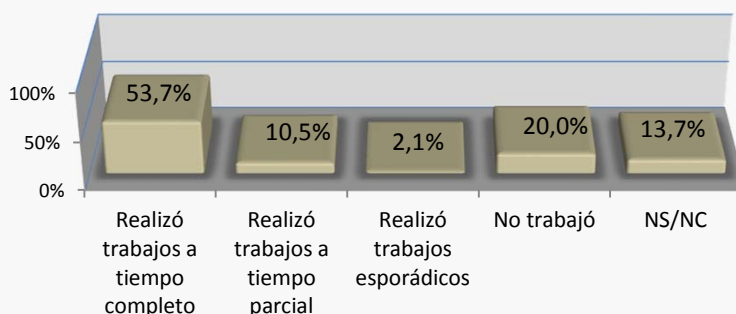 100%
50%
0%
53,7%
10,5%
2,1%
20,0%
13,7%
Realizó
trabajos a
tiempo
completo
Realizó
trabajos a
tiempo
parcial
Realizó
trabajos
esporádicos
No trabajó
NS/NC